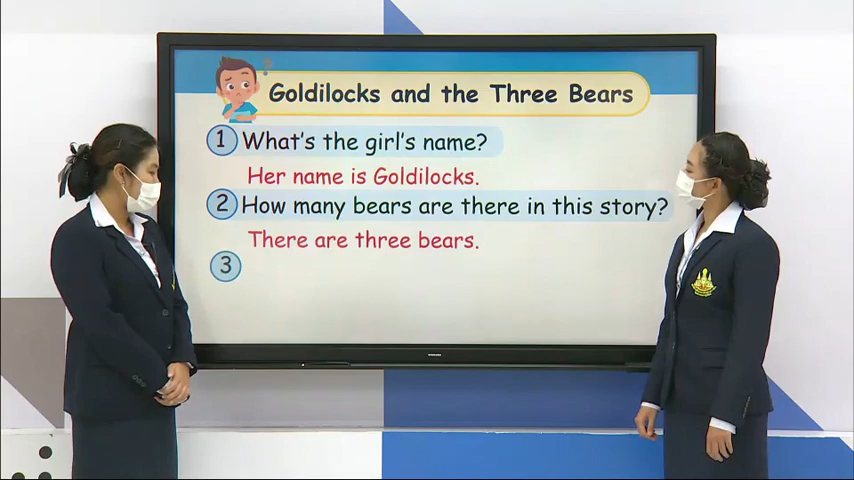 Goldilocks and the Three Bears
1 What's the girl's name?
Her name is Goldilocks.
2 How many bears are there in this story?
There are three bears.
3